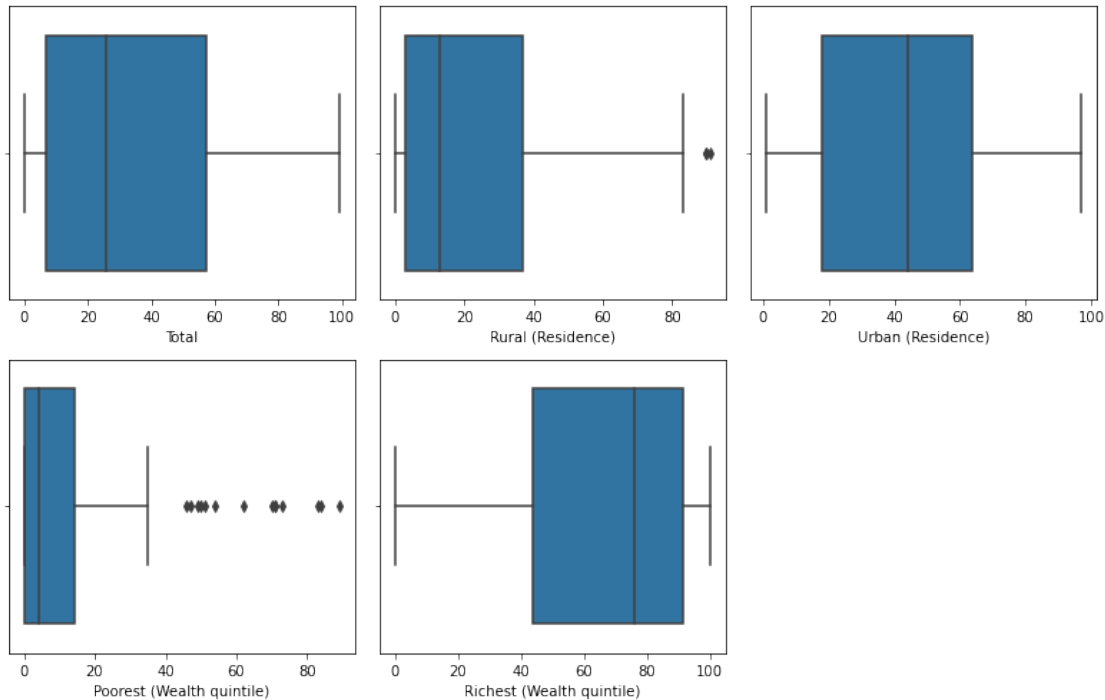 0 20 40 60 80 100
Total
0 20 40 60 80
Rural (Residence)
0 20 40 60 80 100
Urban (Residence)
0 20 40 60 80
Poorest (Wealth quintile)
0 20 40 60 80 100
Richest (Wealth quintile)